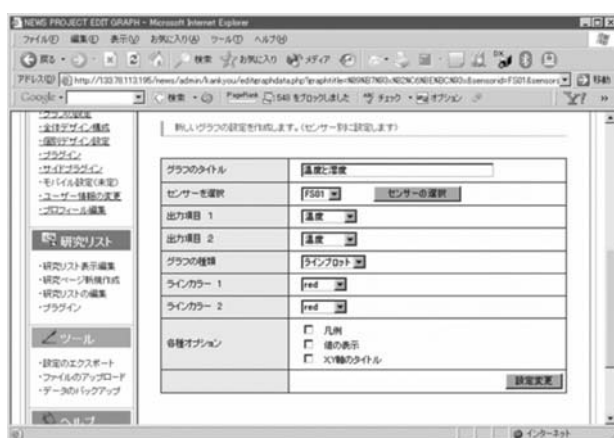 NEWS PROJECT EDIT GRAPH - Microsoft Internet Explorer
ファイル(F) 編集(E) 表示(V) お気に入り(A) ツール(T) ヘルプ(H)
戻る 検索 お気に入り メディア
アドレス(D) 移動
Google 検索 PageRank 548 をブロックしました チェック オプション
・全体デザイン構成
・個別デザイン設定
・プラグイン
・サイドプラグイン
・モバイル設定(未定)
・ユーザー情報の変更
・プロフィール編集
研究リスト
・研究リスト表示編集
・研究ページ新規作成
・研究リストの編集
・プラグイン
ツール
・設定のエクスポート
・ファイルのアップロード
・データのバックアップ
ヘルプ
新しいグラフの設定を作成します。(センサー別に設定します)
グラフのタイトル 温度と湿度
センサーを選択 FS01 センサーの選択
出力項目 1 温度
出力項目 2 温度
グラフの種類 ラインプロット
ラインカラー 1 red
ラインカラー 2 red
各種オプション
凡例
値の表示
XY軸のタイトル
設定変更
インターネット